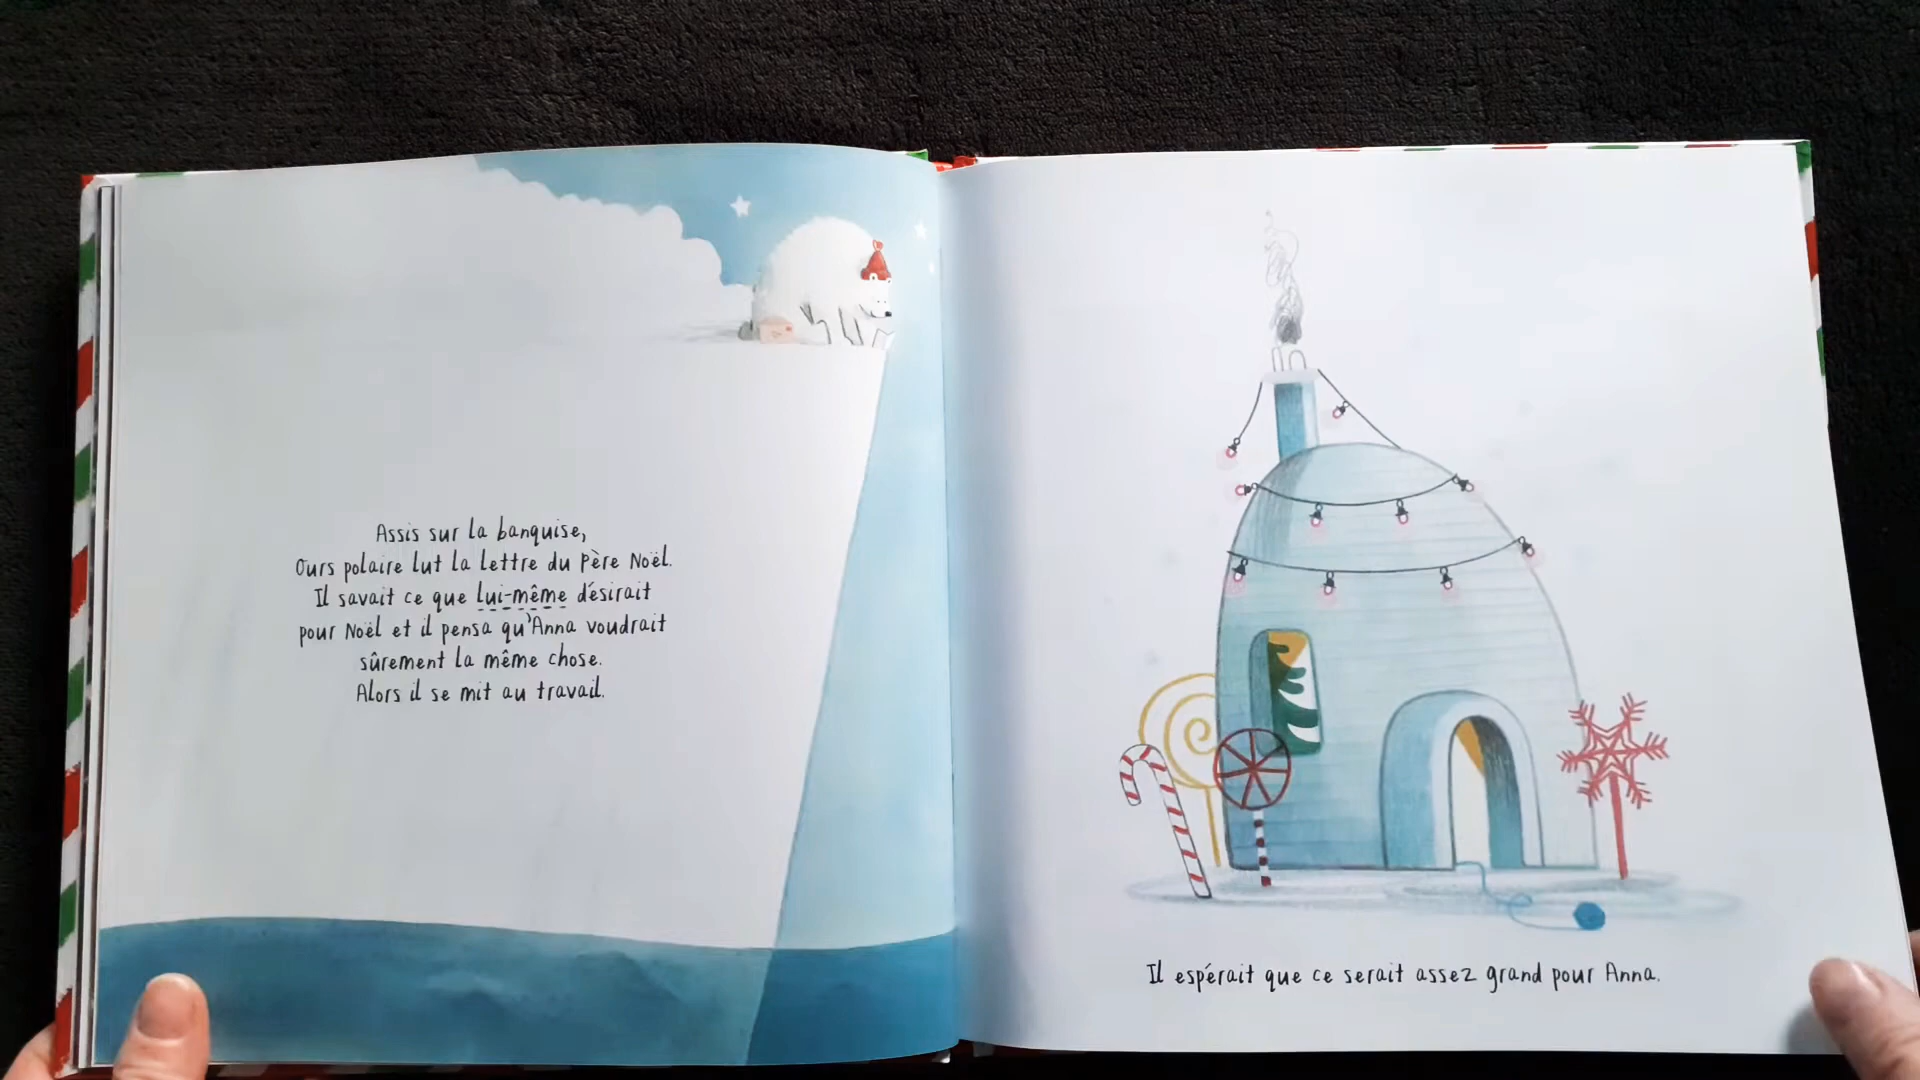 Assis sur la banquise,
Ours polaire lut la lettre du Père Noël.
Il savait ce que lui-même désirait
pour Noël et il pensa qu'Anna voudrait
sûrement la même chose.
Alors il se mit au travail.
Il espérait que ce serait assez grand pour Anna.